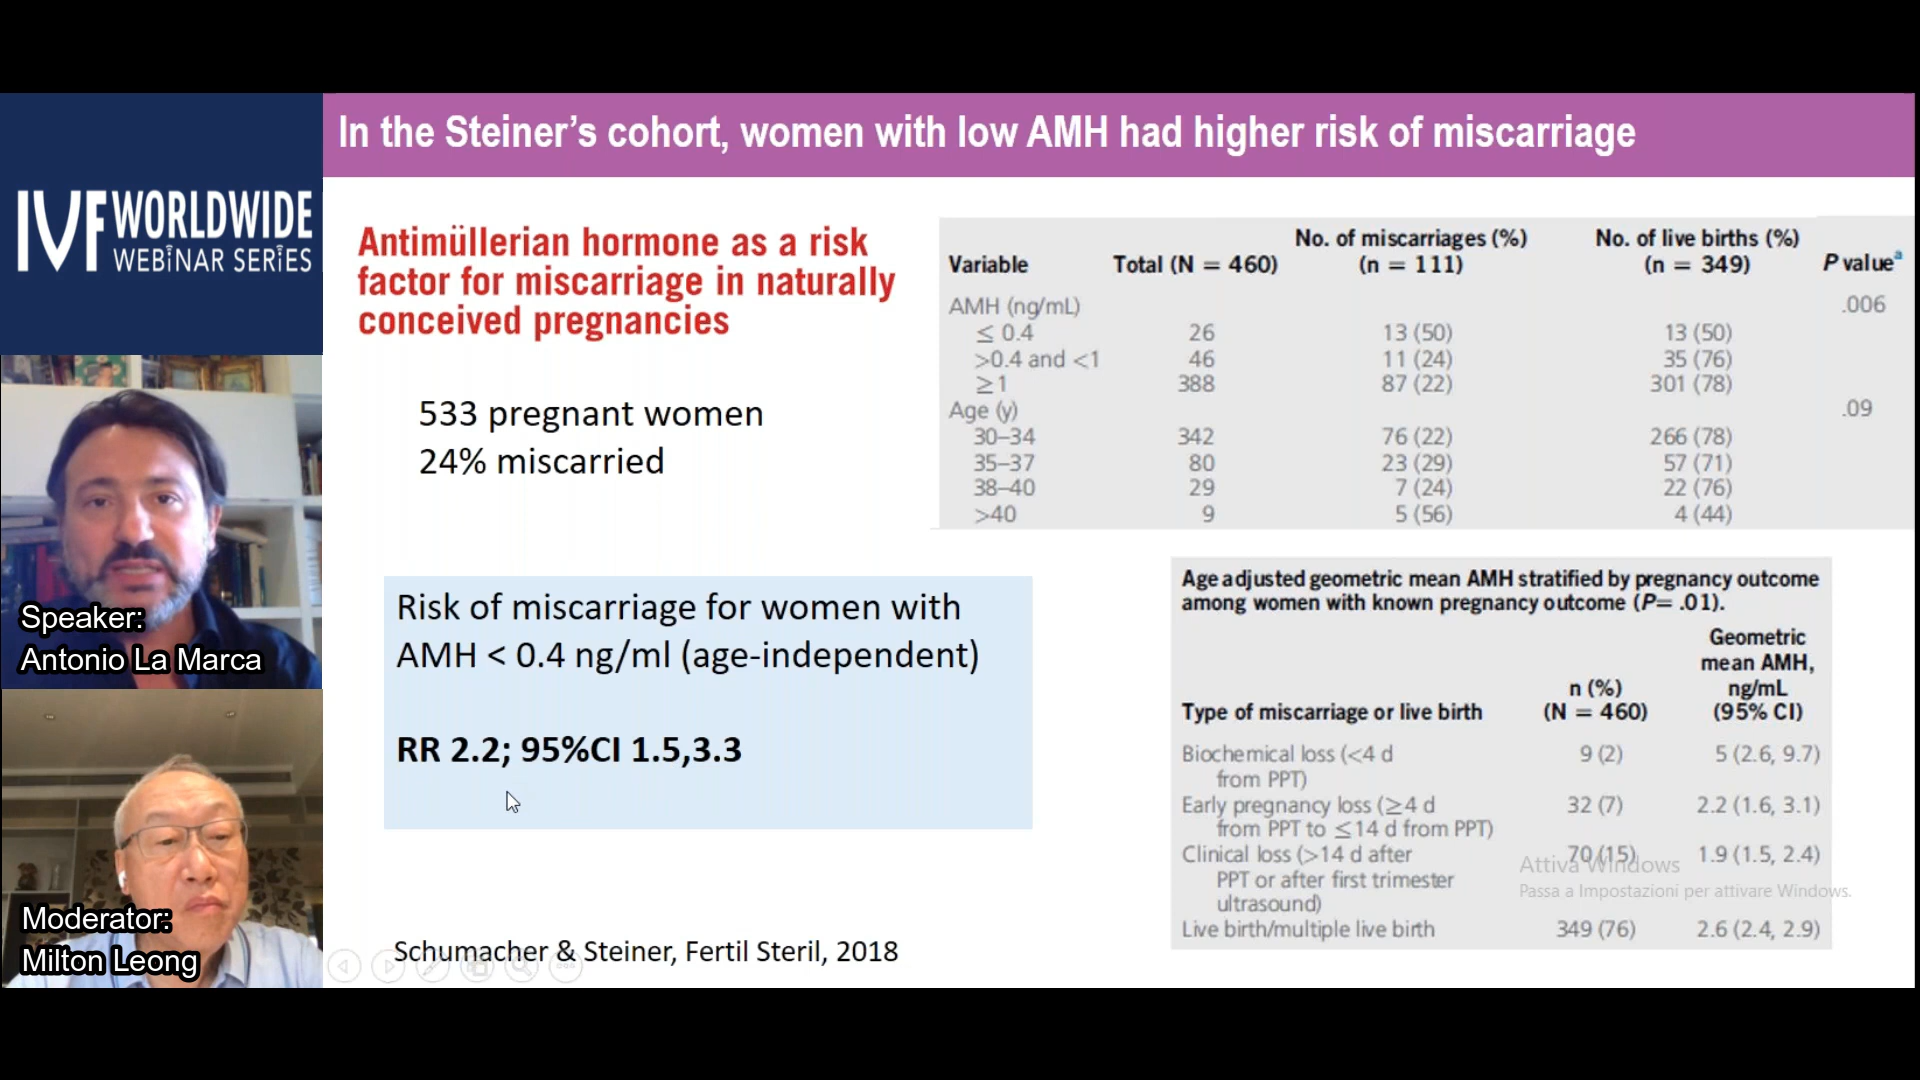 In the Steiner's cohort, women with low AMH had higher risk of miscarriage
IVF WORLDWIDE
WEBINAR SERIES
Antimüllerian hormone as a risk
factor for miscarriage in naturally
conceived pregnancies
533 pregnant women
24% miscarried
Variable Total (N = 460) No. of miscarriages (%) (n = 111) No. of live births (%) (n = 349) P value a
AMH (ng/mL) .006
≤ 0.4 26 13 (50) 13 (50)
>0.4 and <1 46 11 (24) 35 (76)
≥1 388 87 (22) 301 (78)
Age (y) .09
30–34 342 76 (22) 266 (78)
35–37 80 23 (29) 57 (71)
38–40 29 7 (24) 22 (76)
>40 9 5 (56) 4 (44)
Risk of miscarriage for women with
AMH < 0.4 ng/ml (age-independent)
RR 2.2; 95%CI 1.5,3.3
Age adjusted geometric mean AMH stratified by pregnancy outcome
among women with known pregnancy outcome (P= .01).
Type of miscarriage or live birth n (%) (N = 460) Geometric mean AMH, ng/mL (95% CI)
Biochemical loss (<4 d 9 (2) 5 (2.6, 9.7)
from PPT)
Early pregnancy loss (≥4 d 32 (7) 2.2 (1.6, 3.1)
from PPT to ≤14 d from PPT)
Clinical loss (>14 d after 70 (15) 1.9 (1.5, 2.4)
PPT or after first trimester
ultrasound)
Live birth/multiple live birth 349 (76) 2.6 (2.4, 2.9)
Attiva Windows
Passa a Impostazioni per attivare Windows.
Schumacher & Steiner, Fertil Steril, 2018
Speaker:
Antonio La Marca
Moderator:
Milton Leong